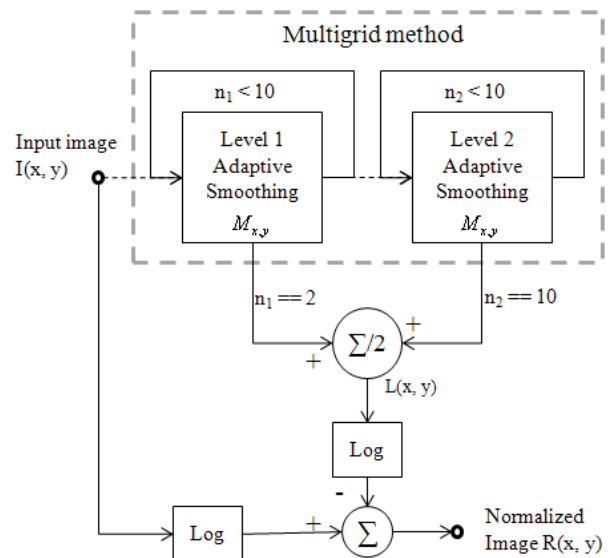 Multigrid method
n₁ < 10
n₂ < 10
Input image
I(x, y)
Level 1
Adaptive
Smoothing
Mx,y
Level 2
Adaptive
Smoothing
Mx,y
n₁ == 2
n₂ == 10
+
+
∑/2
L(x, y)
Log
-
Log
+
∑
Normalized
Image R(x, y)